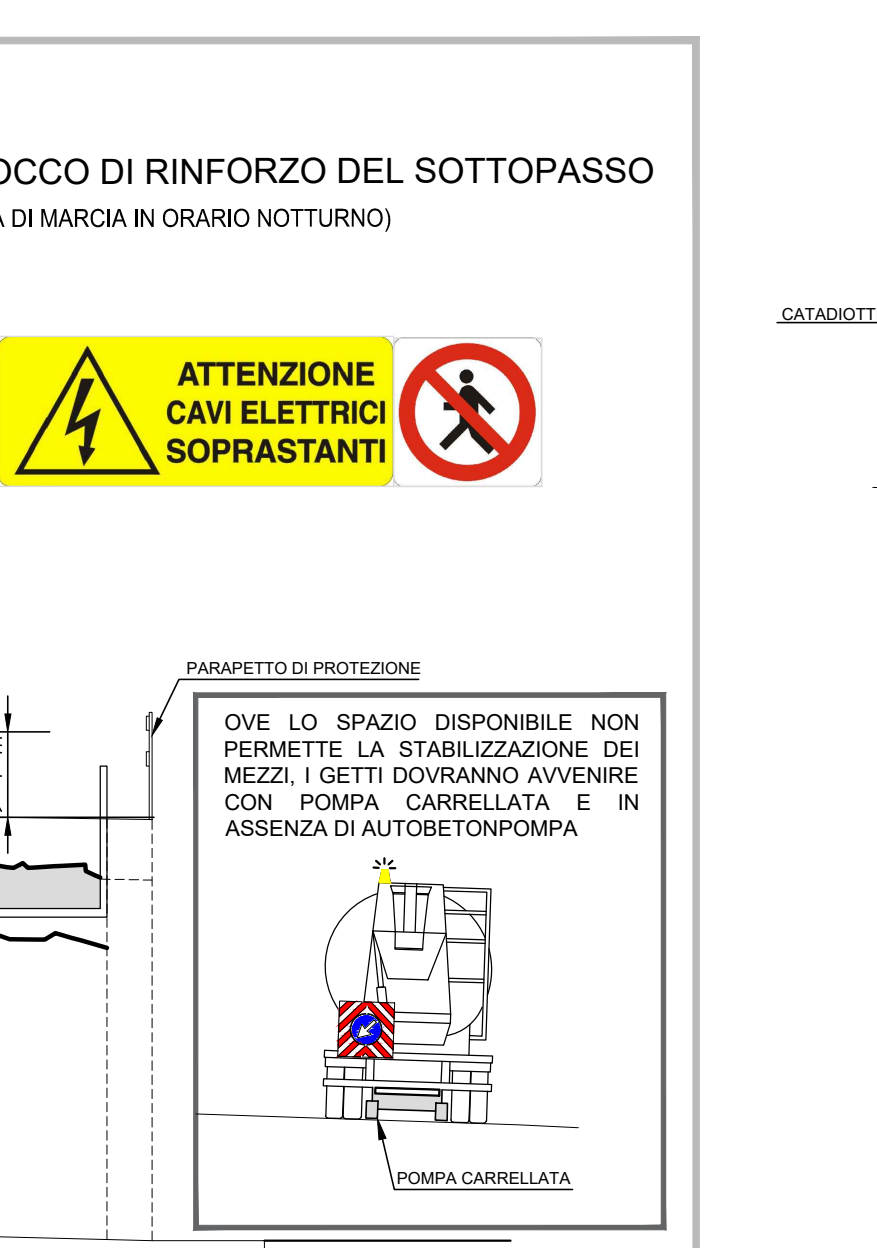 OCCO DI RINFORZO DEL SOTTOPASSO
A DI MARCIA IN ORARIO NOTTURNO)
CATADIOTT
ATTENZIONE
CAVI ELETTRICI
SOPRASTANTI
PARAPETTO DI PROTEZIONE
OVE LO SPAZIO DISPONIBILE NON
PERMETTE LA STABILIZZAZIONE DEI
MEZZI, I GETTI DOVRANNO AVVENIRE
CON POMPA CARRELLATA E IN
ASSENZA DI AUTOBETONPOMPA
POMPA CARRELLATA